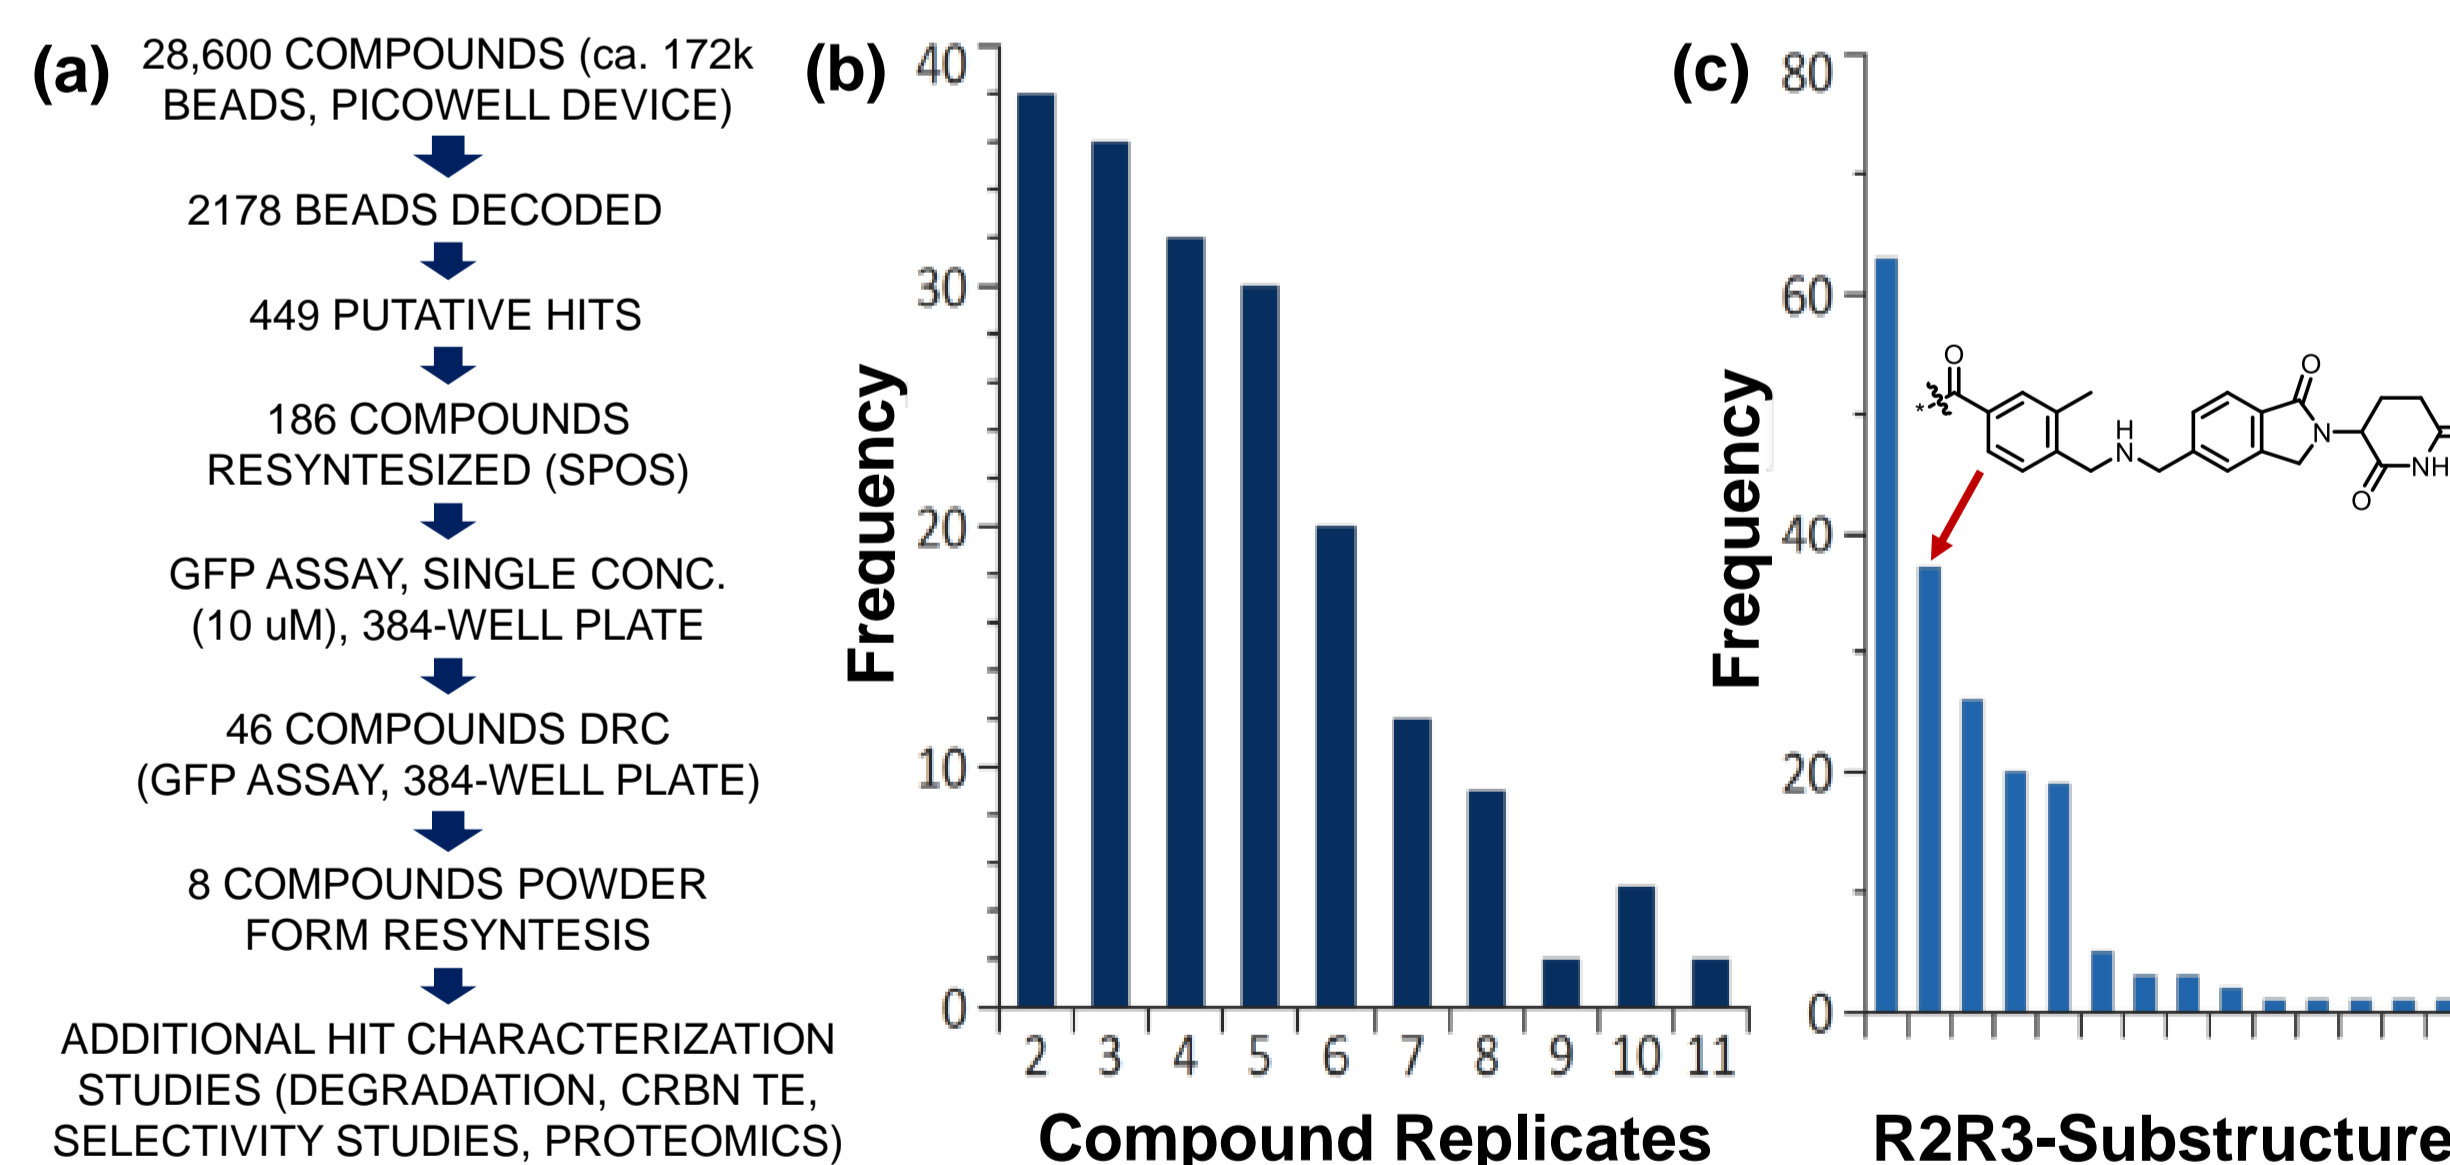 (a)
28,600 COMPOUNDS (ca. 172k
BEADS, PICOWELL DEVICE)
2178 BEADS DECODED
449 PUTATIVE HITS
186 COMPOUNDS
RESYNTESIZED (SPOS)
GFP ASSAY, SINGLE CONC.
(10 uM), 384-WELL PLATE
46 COMPOUNDS DRC
(GFP ASSAY, 384-WELL PLATE)
8 COMPOUNDS POWDER
FORM RESYNTESIS
ADDITIONAL HIT CHARACTERIZATION
STUDIES (DEGRADATION, CRBN TE,
SELECTIVITY STUDIES, PROTEOMICS)
(b)
Frequency
40
30
20
10
0
2 3 4 5 6 7 8 9 10 11
Compound Replicates
(c)
Frequency
80
60
40
20
0
O
*
H
N
O
N
O
NH
R2R3-Substructure